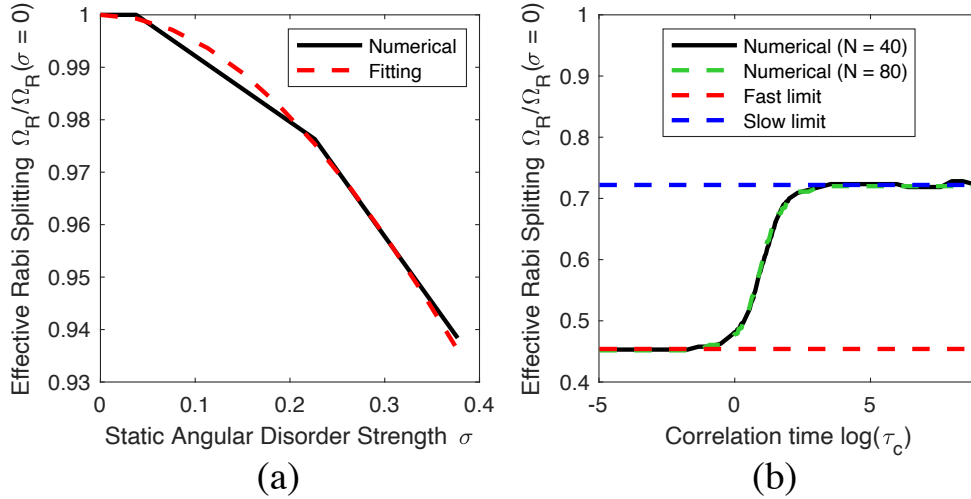 Effective Rabi Splitting Ω_R/Ω_R(σ = 0)
1
0.99
0.98
0.97
0.96
0.95
0.94
0.93
Numerical
Fitting
0
0.1
0.2
0.3
0.4
Static Angular Disorder Strength σ
(a)
Effective Rabi Splitting Ω_R/Ω_R(σ = 0)
1
0.9
0.8
0.7
0.6
0.5
0.4
Numerical (N = 40)
Numerical (N = 80)
Fast limit
Slow limit
-5
0
5
Correlation time log(τ_c)
(b)